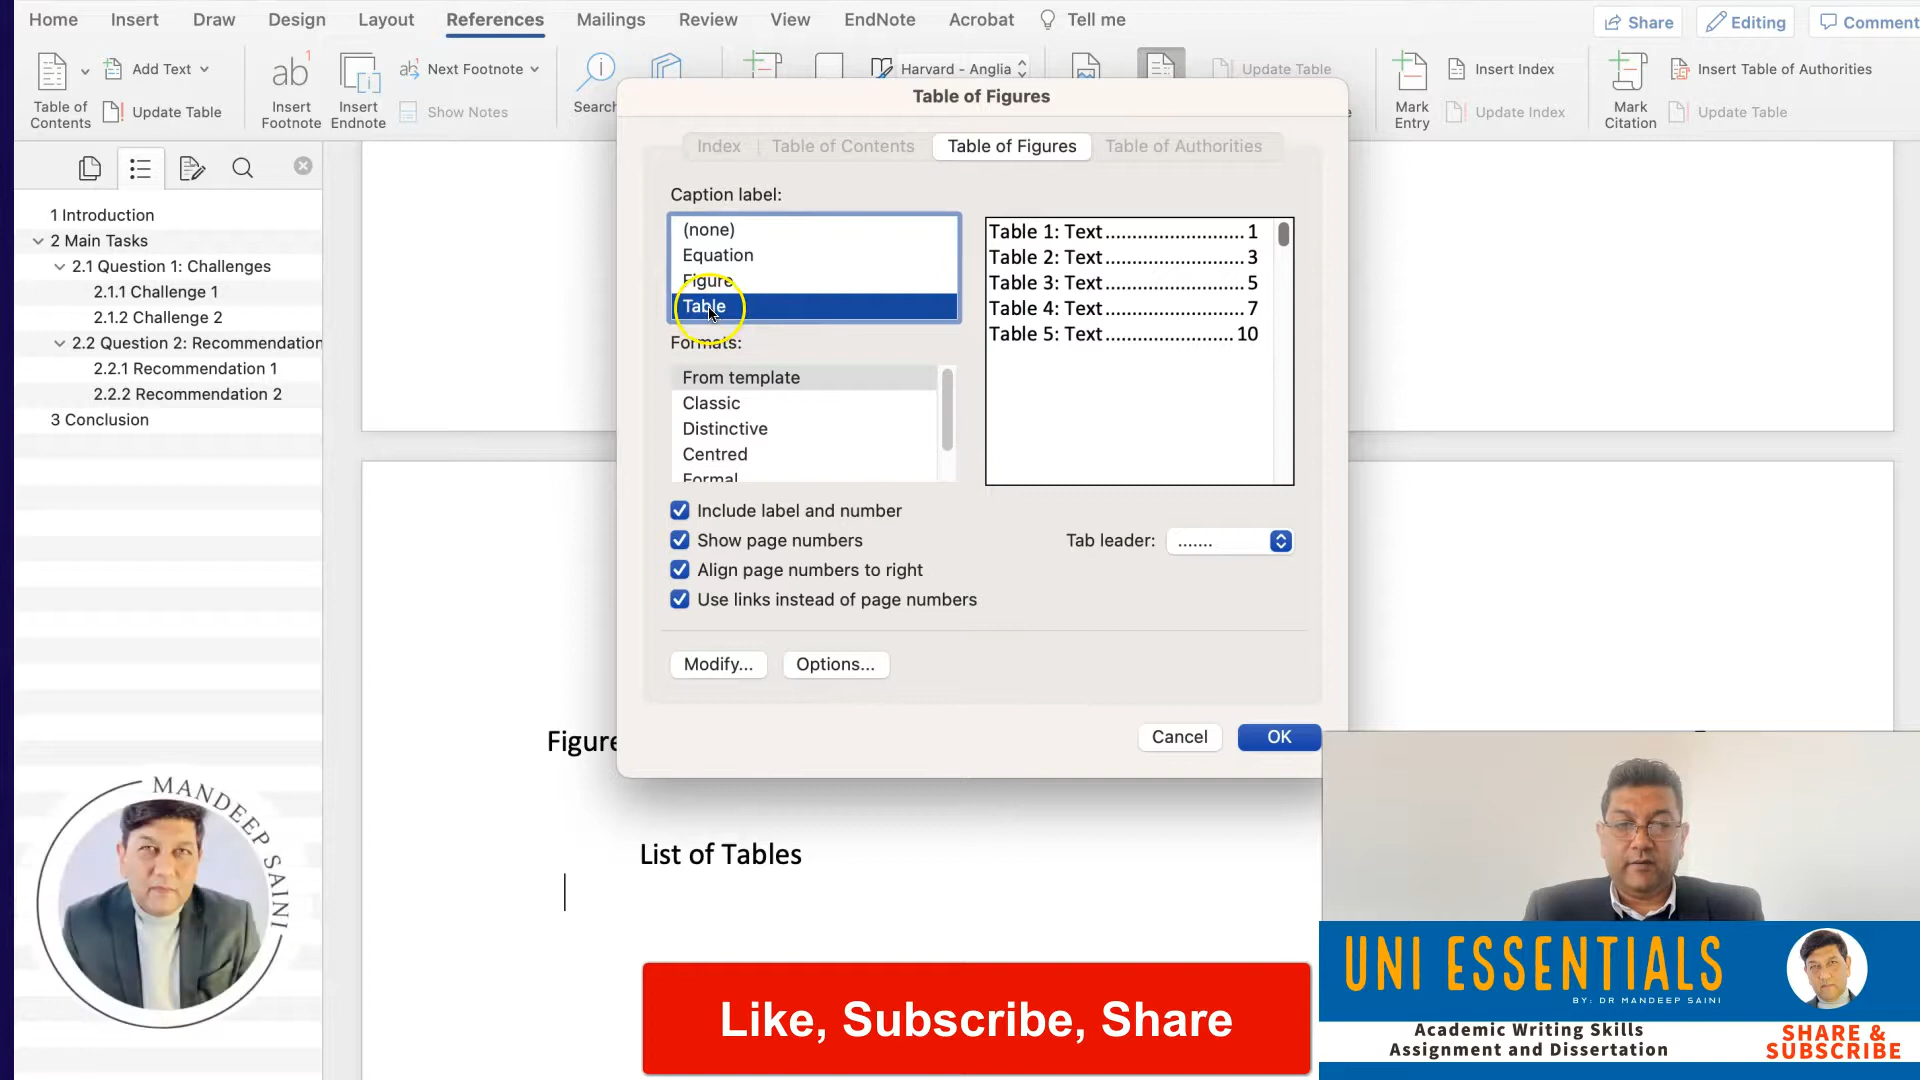 Home Insert Draw Design Layout References Mailings Review View EndNote Acrobat Tell me Share Editing
Table of Contents
Add Text
Update Table
ab
Insert Footnote
Insert Endnote
ab Next Footnote
Show Notes
Harvard - Anglia
Update Table
Mark Entry
Insert Index
Update Index
Mark Citation
Insert Table of Authorities
Update Table
1 Introduction
2 Main Tasks
2.1 Question 1: Challenges
2.1.1 Challenge 1
2.1.2 Challenge 2
2.2 Question 2: Recommendation
2.2.1 Recommendation 1
2.2.2 Recommendation 2
3 Conclusion
Table of Figures
Index Table of Contents Table of Figures Table of Authorities
Caption label:
(none)
Equation
Figure
Table
Formats:
From template
Classic
Distinctive
Centred
Formal
Table 1: Text.........................1
Table 2: Text.........................3
Table 3: Text.........................5
Table 4: Text.........................7
Table 5: Text.......................10
Include label and number
Show page numbers
Align page numbers to right
Use links instead of page numbers
Tab leader: .......
Modify... Options...
Cancel OK
List of Tables
MANDEEP SAINI
Like, Subscribe, Share
UNI ESSENTIALS
BY: DR MANDEEP SAINI
Academic Writing Skills
Assignment and Dissertation
SHARE &
SUBSCRIBE